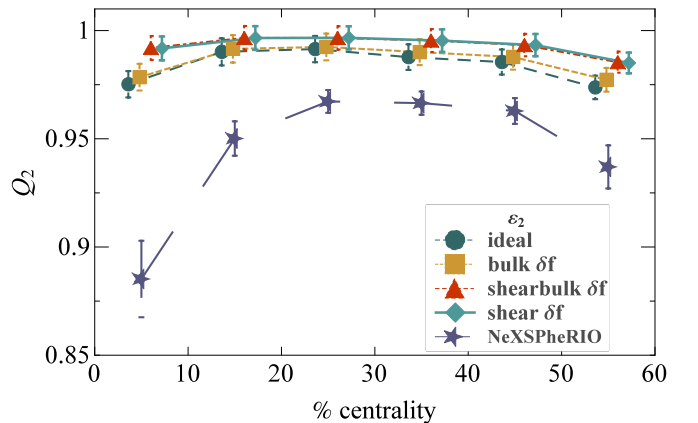 1
0.95
0.9
0.85
Q₂
0 10 20 30 40 50 60
% centrality
ε₂
ideal
bulk δf
shearbulk δf
shear δf
NeXSPheRIO